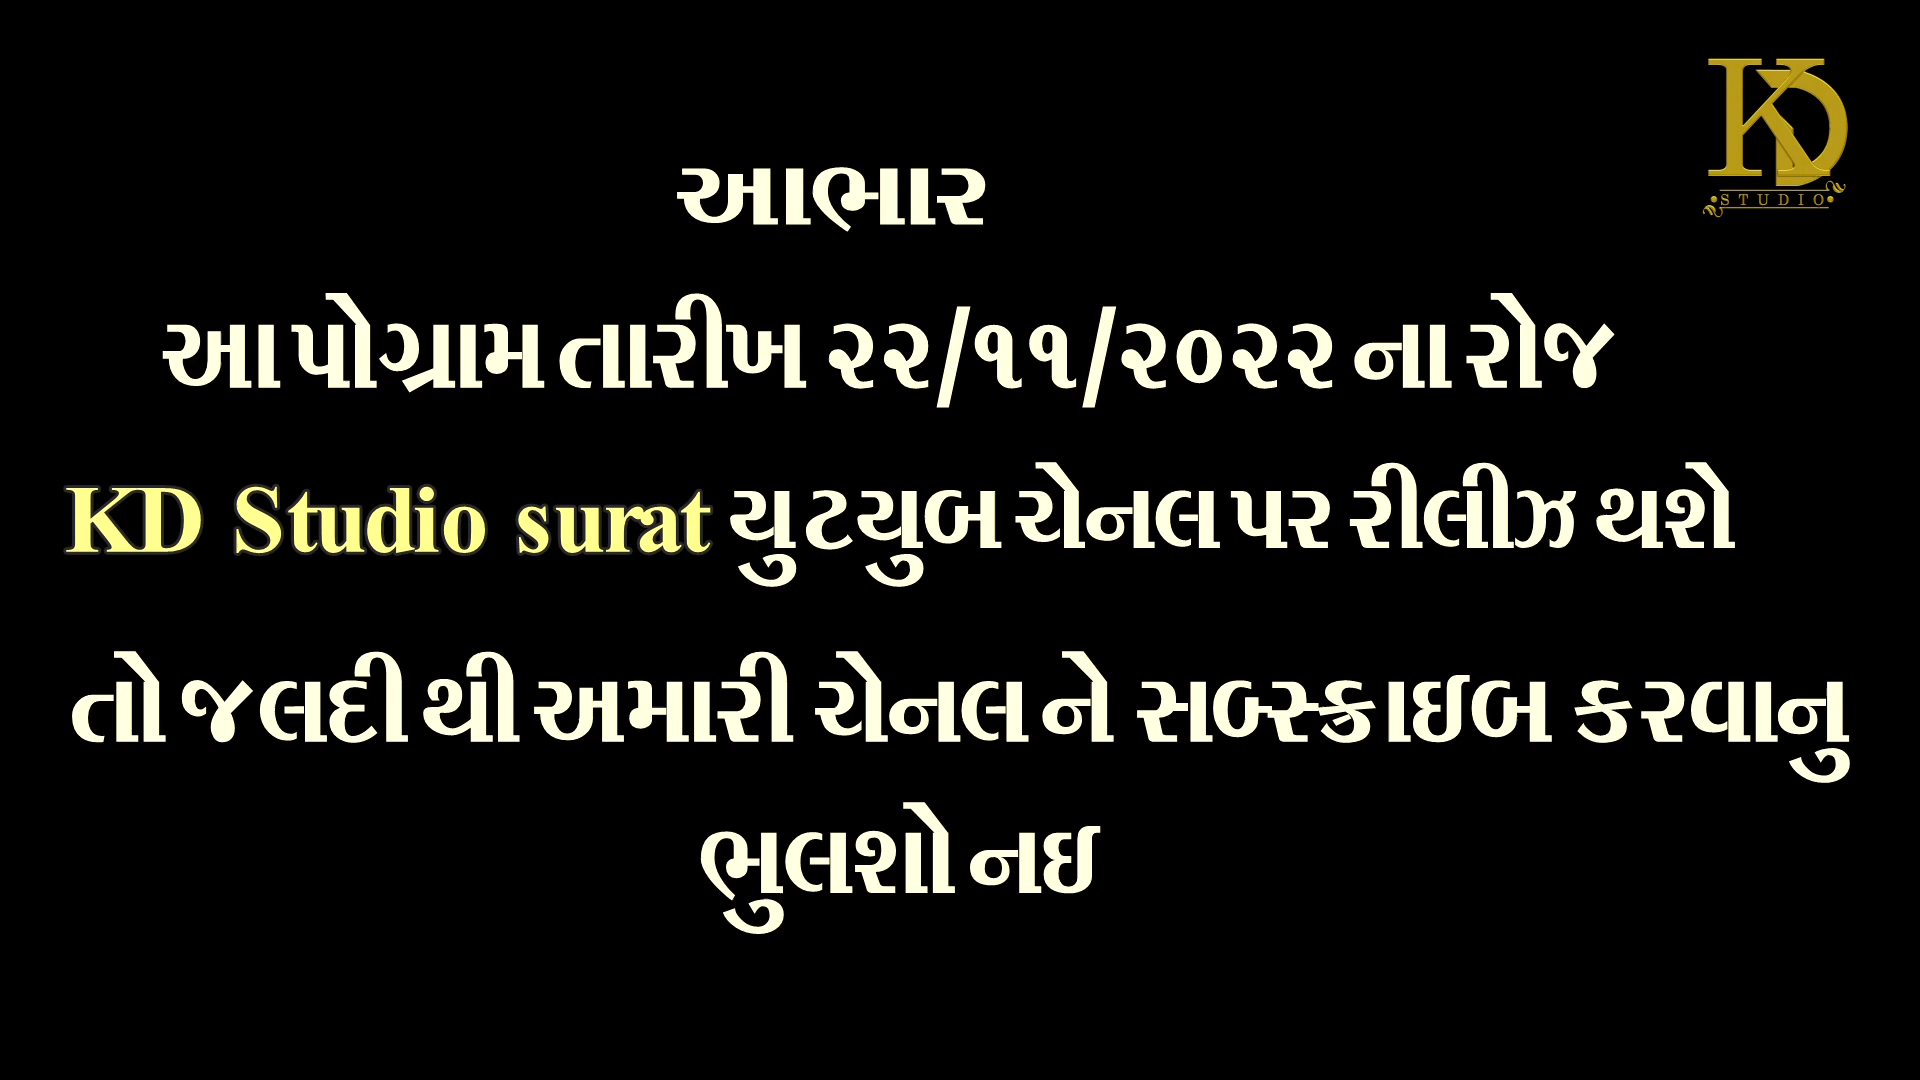 KD
STUDIO
આભાર
આ પોગ્રામ તારીખ ૨૨/૧૧/૨૦૨૨ ના રોજ
KD Studio surat યુટયુબ ચેનલ પર રીલીઝ થશે
તો જલદી થી અમારી ચેનલ ને સબ્સ્ક્રાઇબ કરવાનુ
ભુલશો નઇ